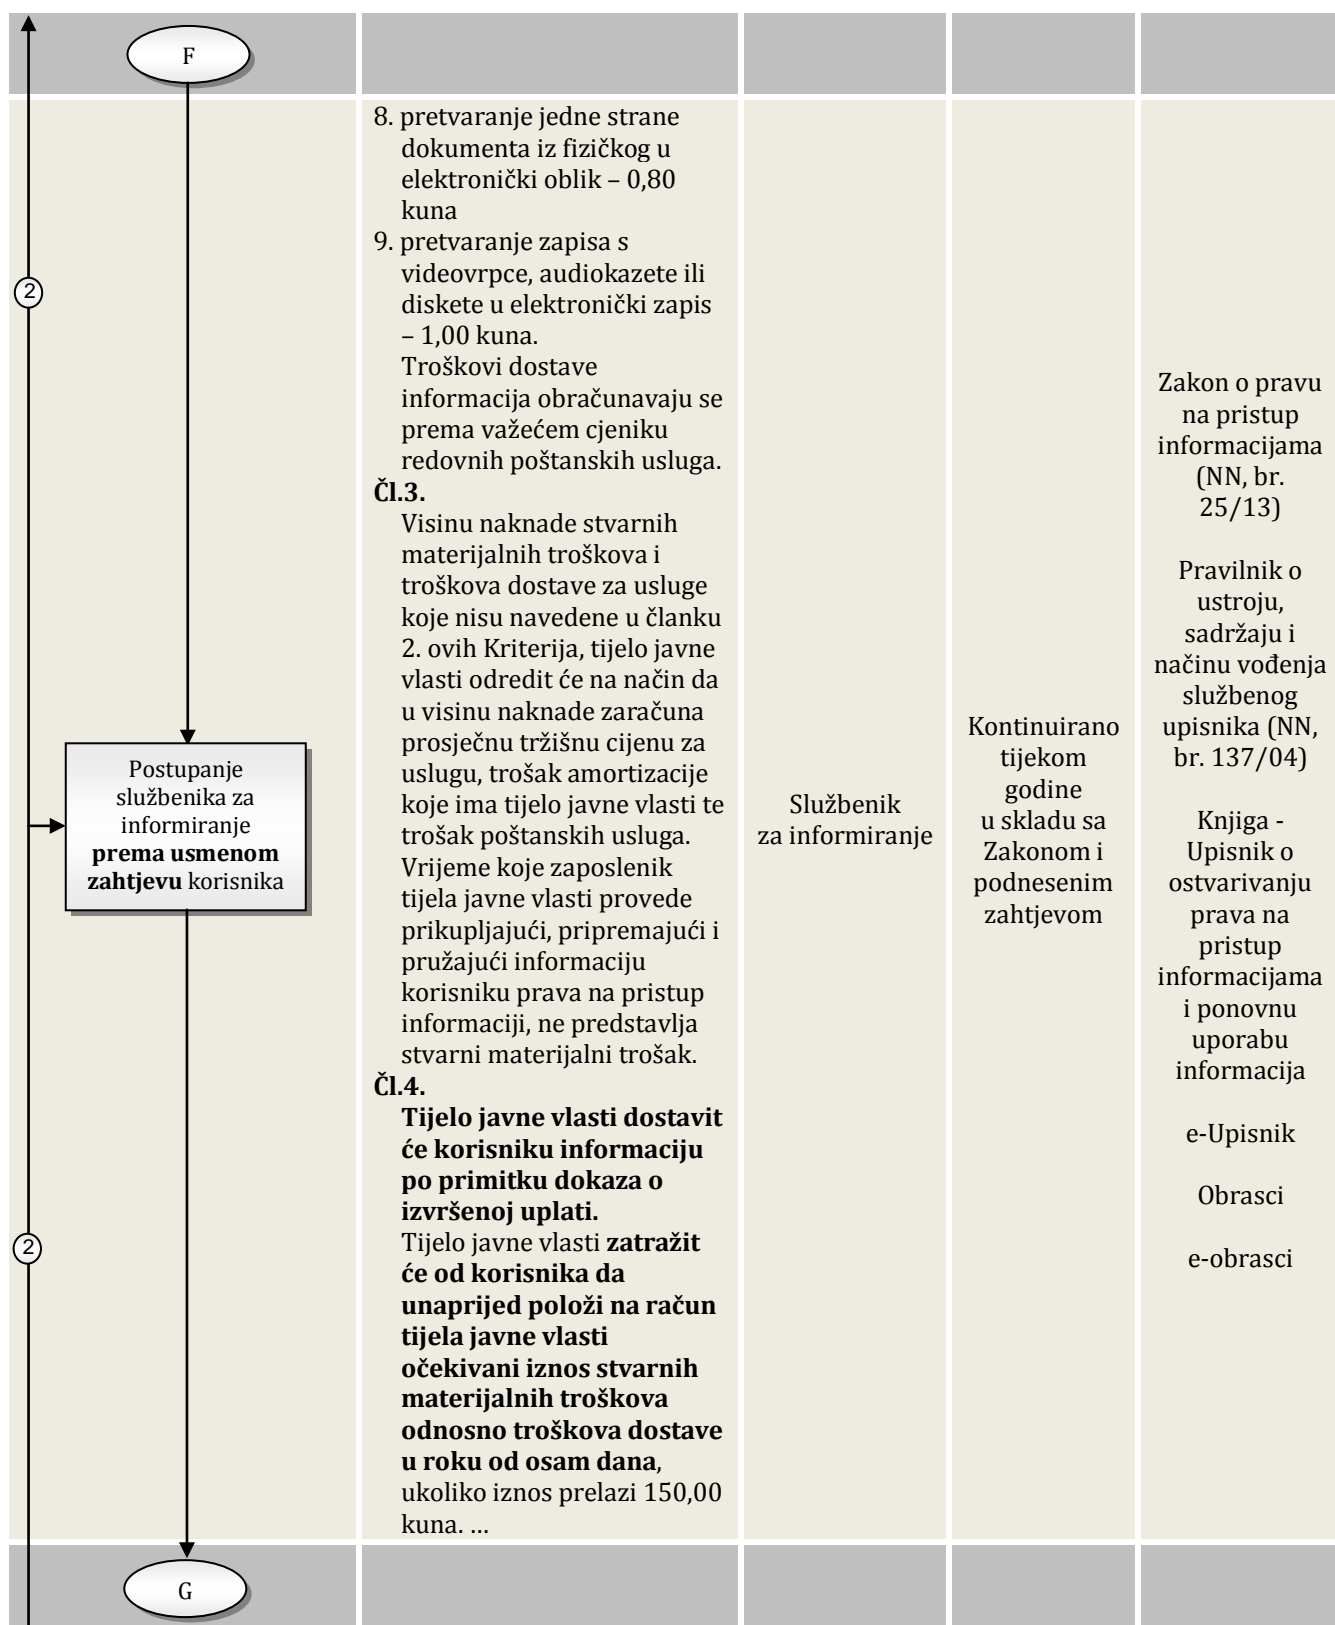 F
2
2
Postupanje
službenika za
informiranje
prema usmenom
zahtjevu korisnika
8. pretvaranje jedne strane
dokumenta iz fizičkog u
elektronički oblik – 0,80
kuna
9. pretvaranje zapisa s
videovrpce, audiokazete ili
diskete u elektronički zapis
– 1,00 kuna.
Troškovi dostave
informacija obračunavaju se
prema važećem cjeniku
redovnih poštanskih usluga.
Čl.3.
Visinu naknade stvarnih
materijalnih troškova i
troškova dostave za usluge
koje nisu navedene u članku
2. ovih Kriterija, tijelo javne
vlasti odredit će na način da
u visinu naknade zaračuna
prosječnu tržišnu cijenu za
uslugu, trošak amortizacije
koje ima tijelo javne vlasti te
trošak poštanskih usluga.
Vrijeme koje zaposlenik
tijela javne vlasti provede
prikupljajući, pripremajući i
pružajući informaciju
korisniku prava na pristup
informaciji, ne predstavlja
stvarni materijalni trošak.
Čl.4.
Tijelo javne vlasti dostavit
će korisniku informaciju
po primitku dokaza o
izvršenoj uplati.
Tijelo javne vlasti zatražit
će od korisnika da
unaprijed položi na račun
tijela javne vlasti
očekivani iznos stvarnih
materijalnih troškova
odnosno troškova dostave
u roku od osam dana,
ukoliko iznos prelazi 150,00
kuna. ...
Službenik
za informiranje
Kontinuirano
tijekom
godine
u skladu sa
Zakonom i
podnesenim
zahtjevom
Zakon o pravu
na pristup
informacijama
(NN, br.
25/13)
Pravilnik o
ustroju,
sadržaju i
načinu vođenja
službenog
upisnika (NN,
br. 137/04)
Knjiga -
Upisnik o
ostvarivanju
prava na
pristup
informacijama
i ponovnu
uporabu
informacija
e-Upisnik
Obrasci
e-obrasci
G